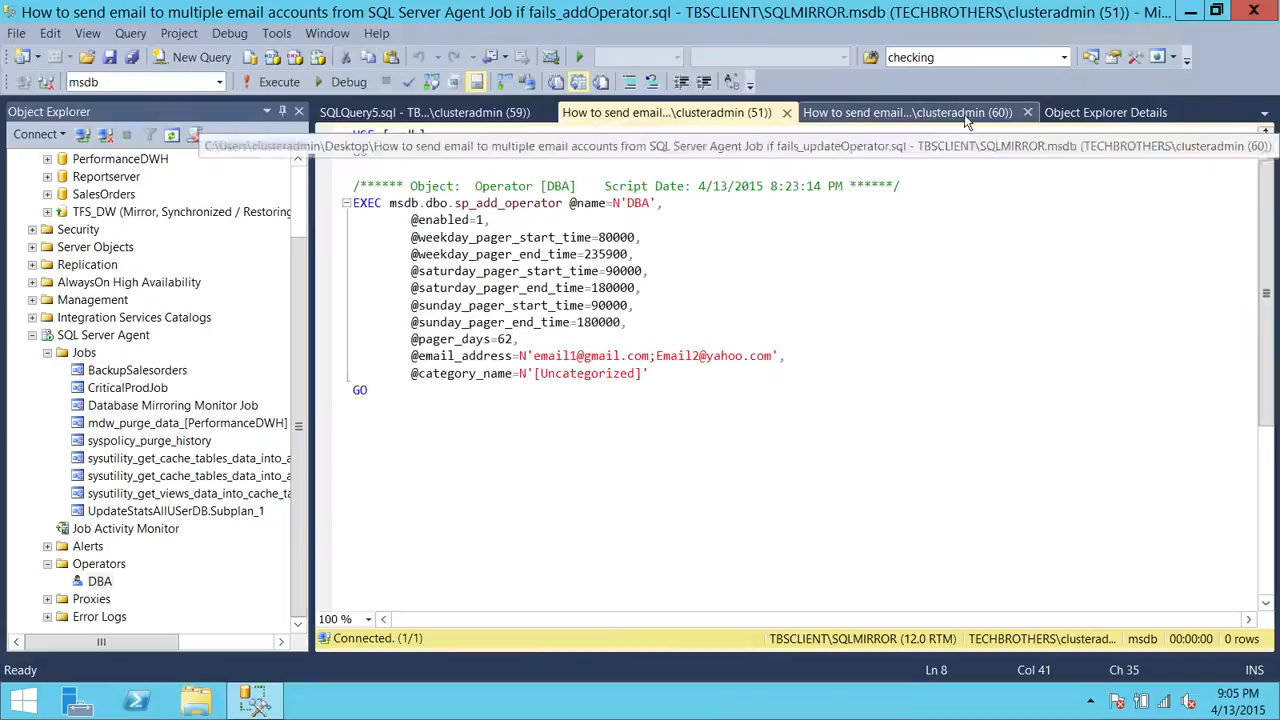 How to send email to multiple email accounts from SQL Server Agent Job if fails_addOperator.sql - TBSCLIENT\SQLMIRROR.msdb (TECHBROTHERS\clusteradmin (51)) - Mi...
File Edit View Query Project Debug Tools Window Help
New Query checking
msdb Execute Debug
Object Explorer
SQLQuery5.sql - TB...\clusteradmin (59)) How to send email...\clusteradmin (51)) How to send email...\clusteradmin (60)) Object Explorer Details
Connect
C:\Users\clusteradmin\Desktop\How to send email to multiple email accounts from SQL Server Agent Job if fails_updateOperator.sql - TBSCLIENT\SQLMIRROR.msdb (TECHBROTHERS\clusteradmin (60))
PerformanceDWH
Reportserver
SalesOrders
TFS_DW (Mirror, Synchronized / Restoring
Security
Server Objects
Replication
AlwaysOn High Availability
Management
Integration Services Catalogs
SQL Server Agent
Jobs
BackupSalesorders
CriticalProdJob
Database Mirroring Monitor Job
mdw_purge_data_[PerformanceDWH]
syspolicy_purge_history
sysutility_get_cache_tables_data_into_a
sysutility_get_cache_tables_data_into_a
sysutility_get_views_data_into_cache_ta
UpdateStatsAllUSerDB.Subplan_1
Job Activity Monitor
Alerts
Operators
DBA
Proxies
Error Logs
/****** Object:  Operator [DBA]    Script Date: 4/13/2015 8:23:14 PM ******/
EXEC msdb.dbo.sp_add_operator @name=N'DBA',
@enabled=1,
@weekday_pager_start_time=80000,
@weekday_pager_end_time=235900,
@saturday_pager_start_time=90000,
@saturday_pager_end_time=180000,
@sunday_pager_start_time=90000,
@sunday_pager_end_time=180000,
@pager_days=62,
@email_address=N'email1@gmail.com;Email2@yahoo.com',
@category_name=N'[Uncategorized]'
GO
100 %
Connected. (1/1) TBSCLIENT\SQLMIRROR (12.0 RTM) TECHBROTHERS\clusterad... msdb 00:00:00 0 rows
Ready Ln 8 Col 41 Ch 35 INS
9:05 PM
4/13/2015